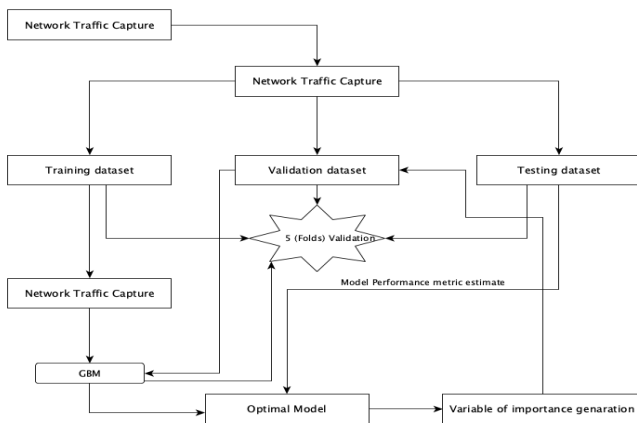 Network Traffic Capture
Network Traffic Capture
Training dataset
Validation dataset
Testing dataset
5 (Folds) Validation
Network Traffic Capture
Model Performance metric estimate
GBM
Optimal Model
Variable of importance genaration